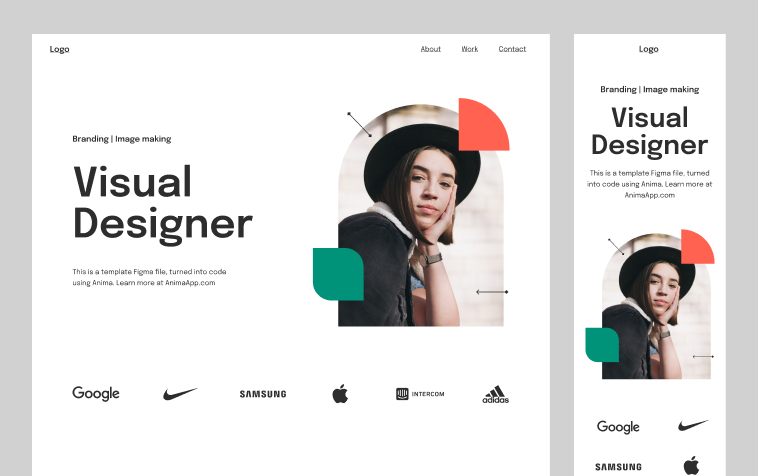 Logo
About Work Contact
Branding | Image making
Visual
Designer
This is a template Figma file, turned into code
using Anima. Learn more at AnimaApp.com
Google
SAMSUNG
INTERCOM
adidas
Logo
Branding | Image making
Visual
Designer
This is a template Figma file, turned
into code using Anima. Learn more at
AnimaApp.com
Google
SAMSUNG